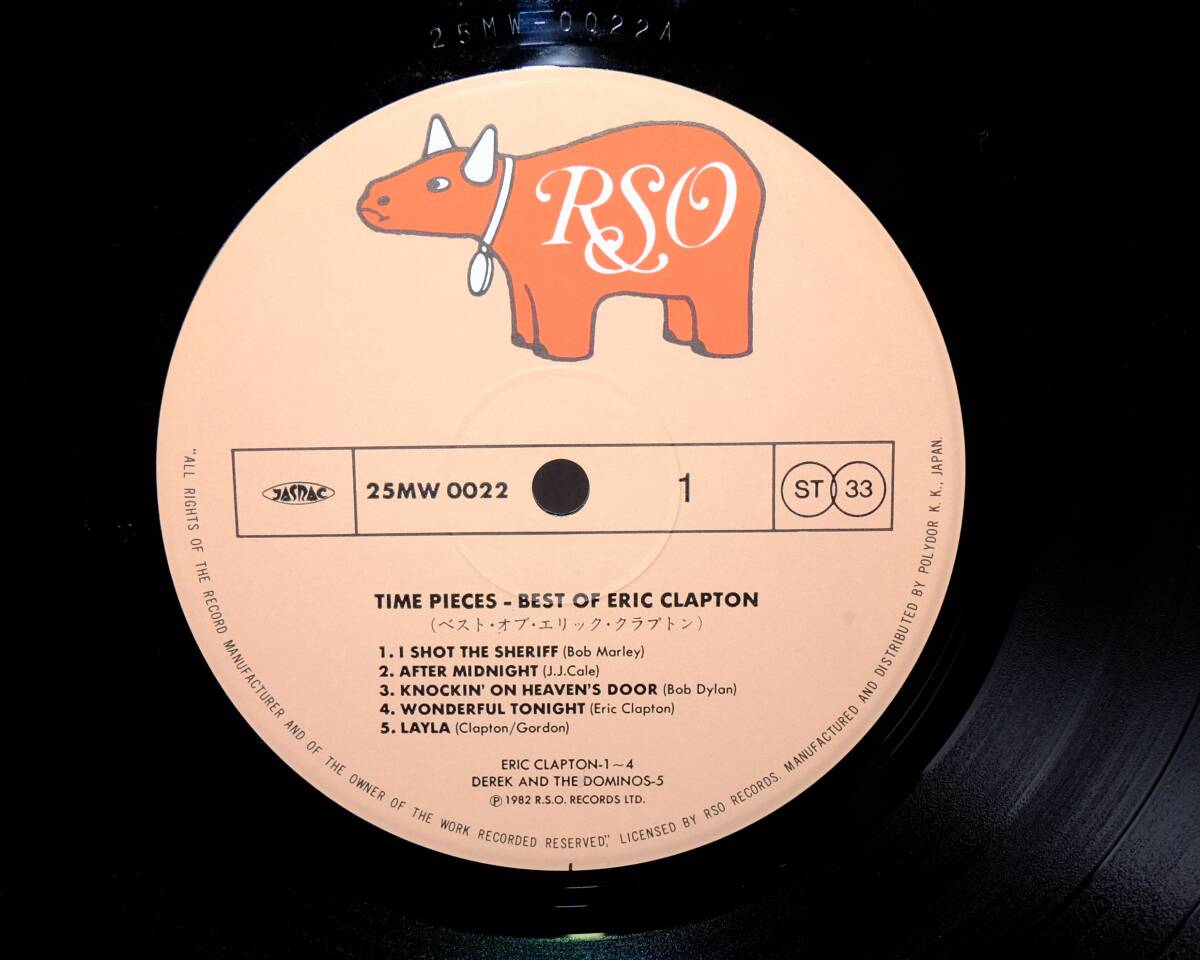 25MW-0022A
RSO
JASRAC
25MW 0022
1
ST 33
TIME PIECES - BEST OF ERIC CLAPTON
(ベスト・オブ・エリック・クラプトン)
1. I SHOT THE SHERIFF (Bob Marley)
2. AFTER MIDNIGHT (J.J.Cale)
3. KNOCKIN' ON HEAVEN'S DOOR (Bob Dylan)
4. WONDERFUL TONIGHT (Eric Clapton)
5. LAYLA (Clapton/Gordon)
ERIC CLAPTON-1~4
DEREK AND THE DOMINOS-5
Ⓟ 1982 R.S.O. RECORDS LTD.
"ALL RIGHTS OF THE RECORD MANUFACTURER AND OF THE OWNER OF THE WORK RECORDED RESERVED," LICENSED BY RSO RECORDS. MANUFACTURED AND DISTRIBUTED BY POLYDOR K. K., JAPAN.